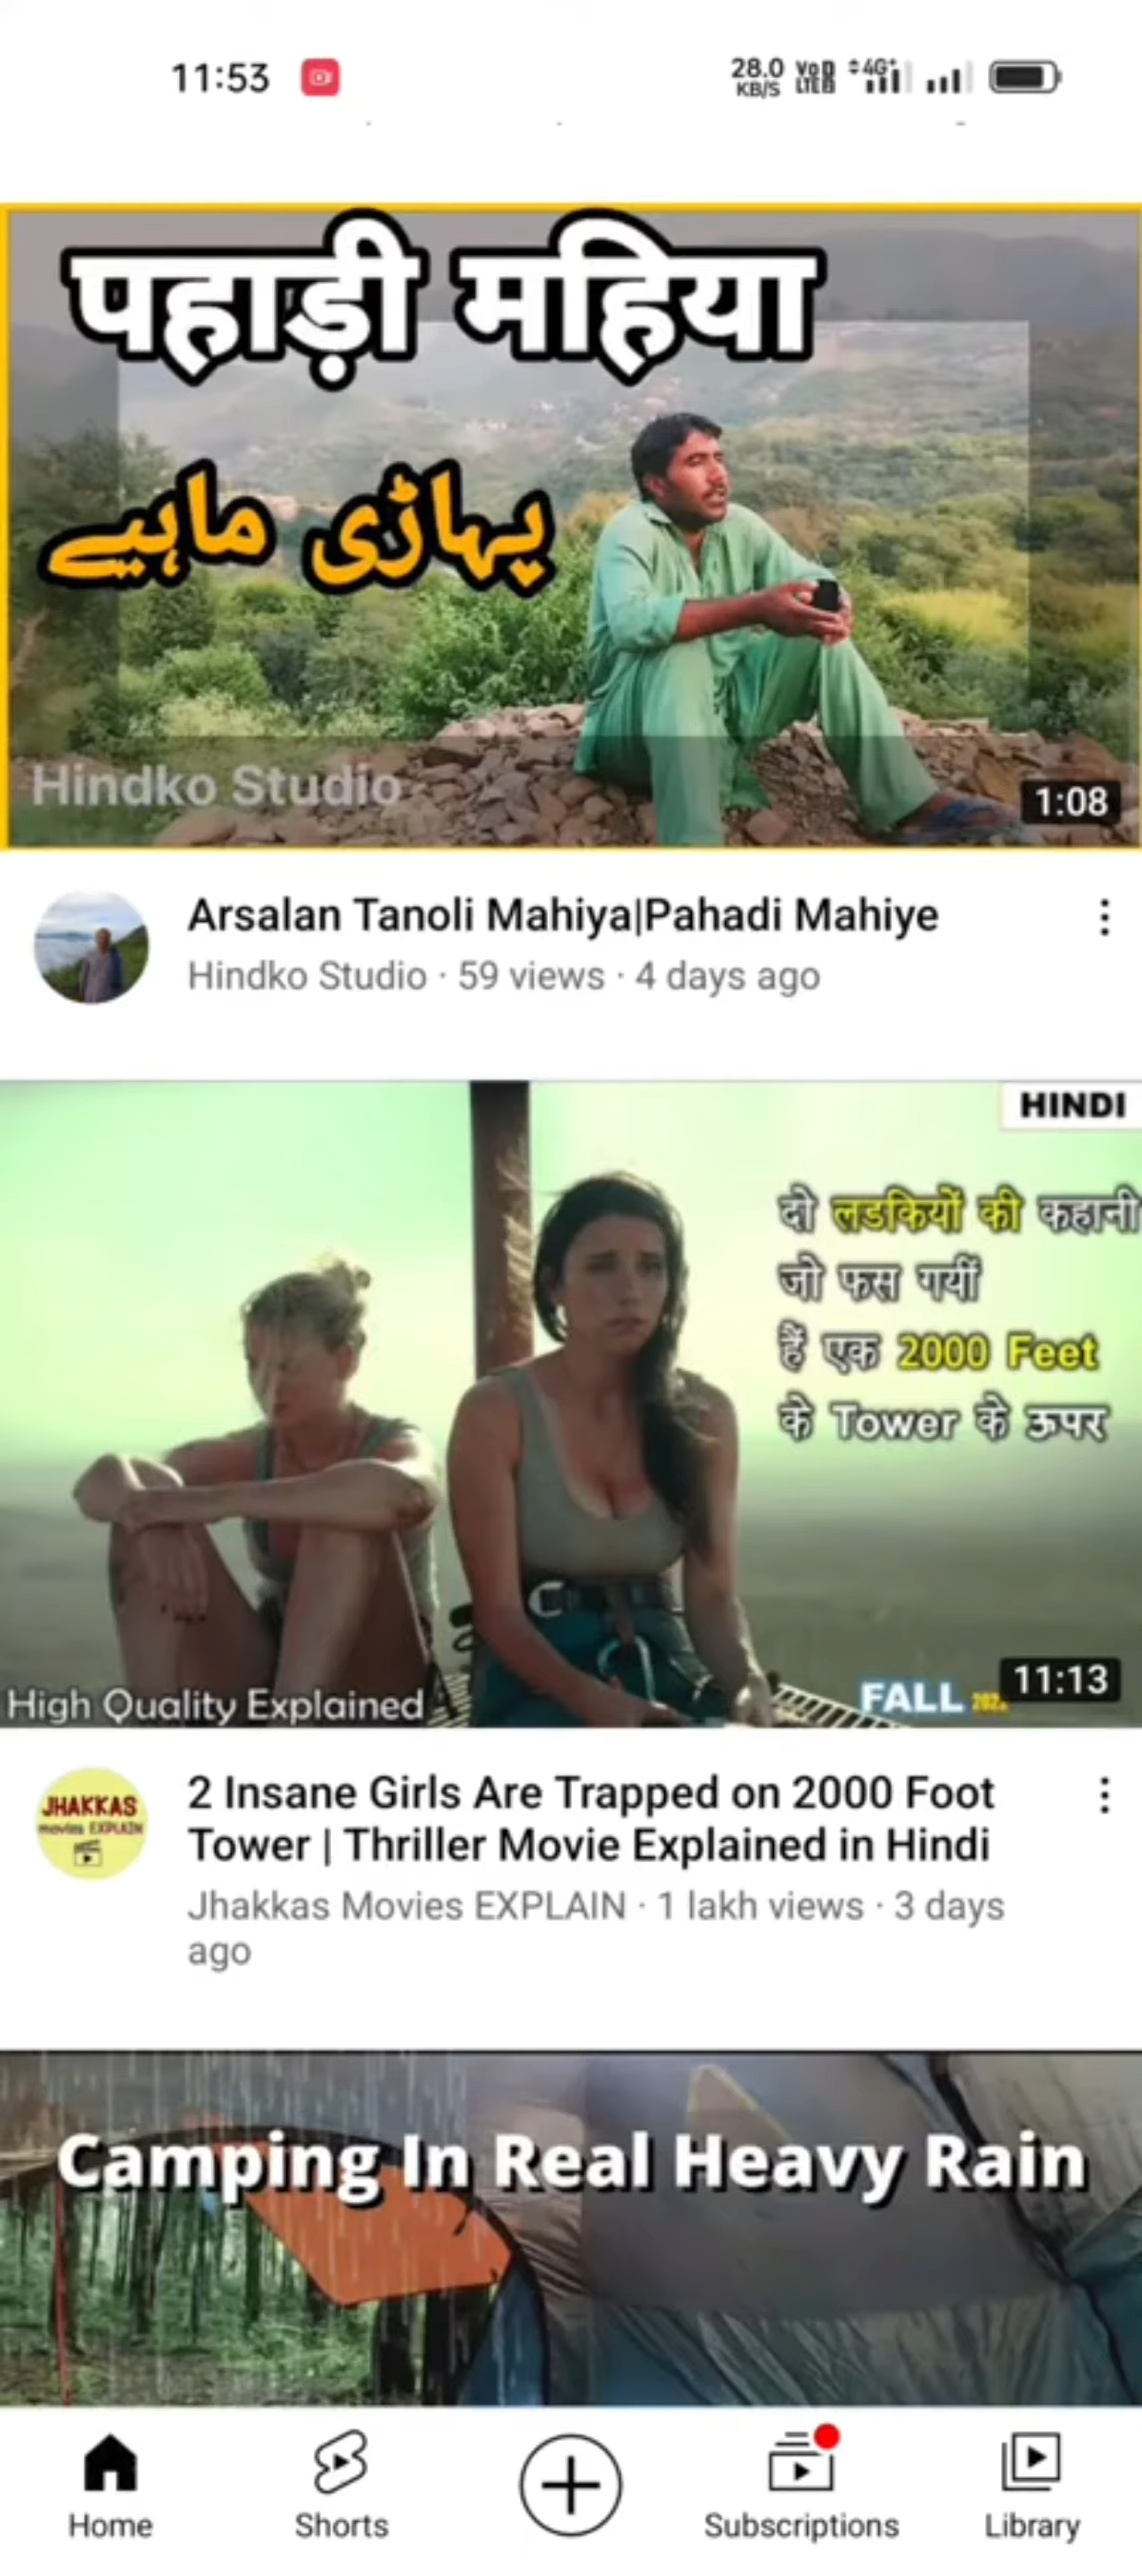 11:53
28.0
KB/S
4G+
पहाड़ी महिया
پہاڑی ماہیے
Hindko Studio
1:08
Arsalan Tanoli Mahiya|Pahadi Mahiye
Hindko Studio · 59 views · 4 days ago
HINDI
दो लडकियों की कहानी
जो फस गयीं
हैं एक 2000 Feet
के Tower के ऊपर
High Quality Explained
FALL
11:13
JHAKKAS
movies EXPLAIN
2 Insane Girls Are Trapped on 2000 Foot
Tower | Thriller Movie Explained in Hindi
Jhakkas Movies EXPLAIN · 1 lakh views · 3 days
ago
Camping In Real Heavy Rain
Home
Shorts
Subscriptions
Library